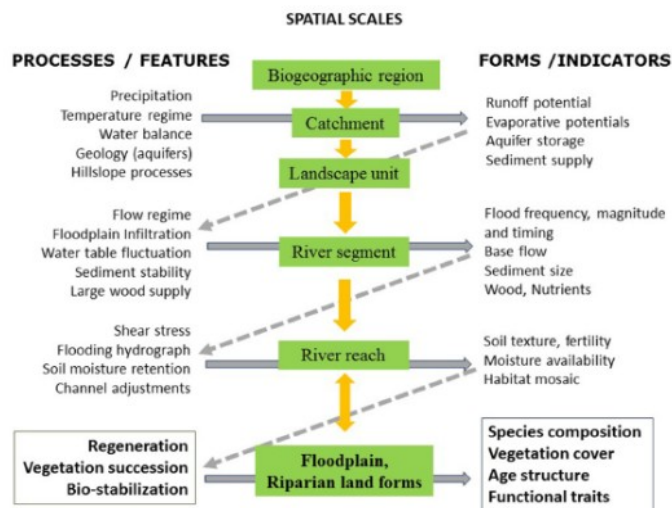 SPATIAL SCALES
PROCESSES / FEATURES
FORMS /INDICATORS
Biogeographic region
Precipitation
Temperature regime
Water balance
Geology (aquifers)
Hillslope processes
Catchment
Runoff potential
Evaporative potentials
Aquifer storage
Sediment supply
Landscape unit
Flow regime
Floodplain Infiltration
Water table fluctuation
Sediment stability
Large wood supply
River segment
Flood frequency, magnitude
and timing
Base flow
Sediment size
Wood, Nutrients
Shear stress
Flooding hydrograph
Soil moisture retention
Channel adjustments
River reach
Soil texture, fertility
Moisture availability
Habitat mosaic
Regeneration
Vegetation succession
Bio-stabilization
Floodplain,
Riparian land forms
Species composition
Vegetation cover
Age structure
Functional traits